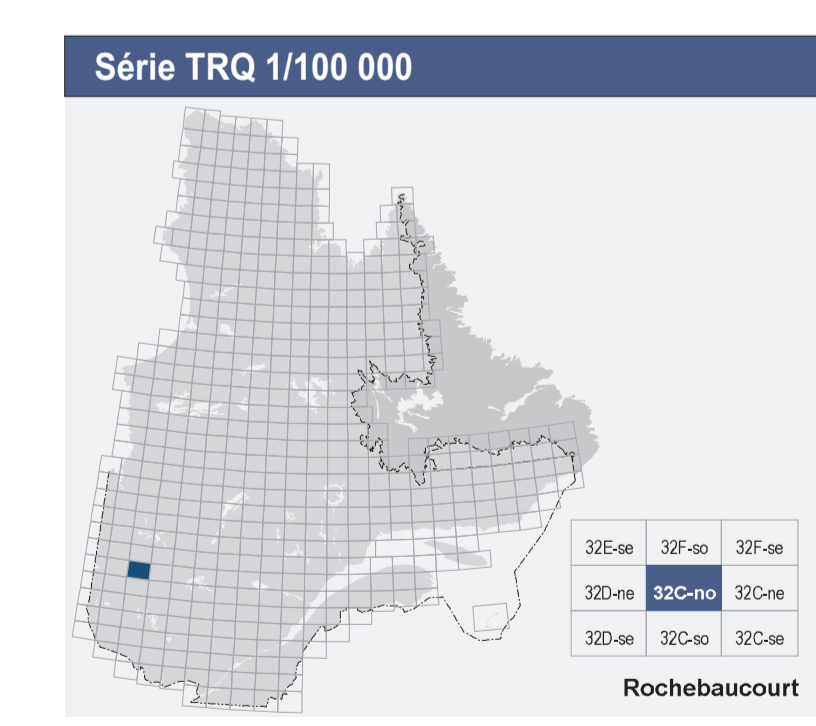 Série TRQ 1/100 000
32E-se 32F-so 32F-se
32D-ne 32C-no 32C-ne
32D-se 32C-so 32C-se
Rochebaucourt